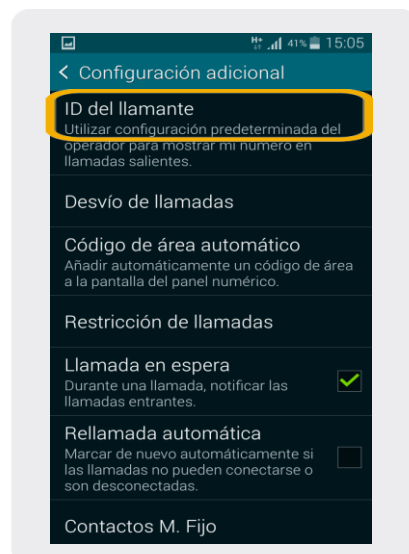 H+ 41% 15:05
< Configuración adicional
ID del llamante
Utilizar configuración predeterminada del
operador para mostrar mi número en
llamadas salientes.
Desvío de llamadas
Código de área automático
Añadir automáticamente un código de área
a la pantalla del panel numérico.
Restricción de llamadas
Llamada en espera
Durante una llamada, notificar las
llamadas entrantes.
Rellamada automática
Marcar de nuevo automáticamente si
las llamadas no pueden conectarse o
son desconectadas.
Contactos M. Fijo